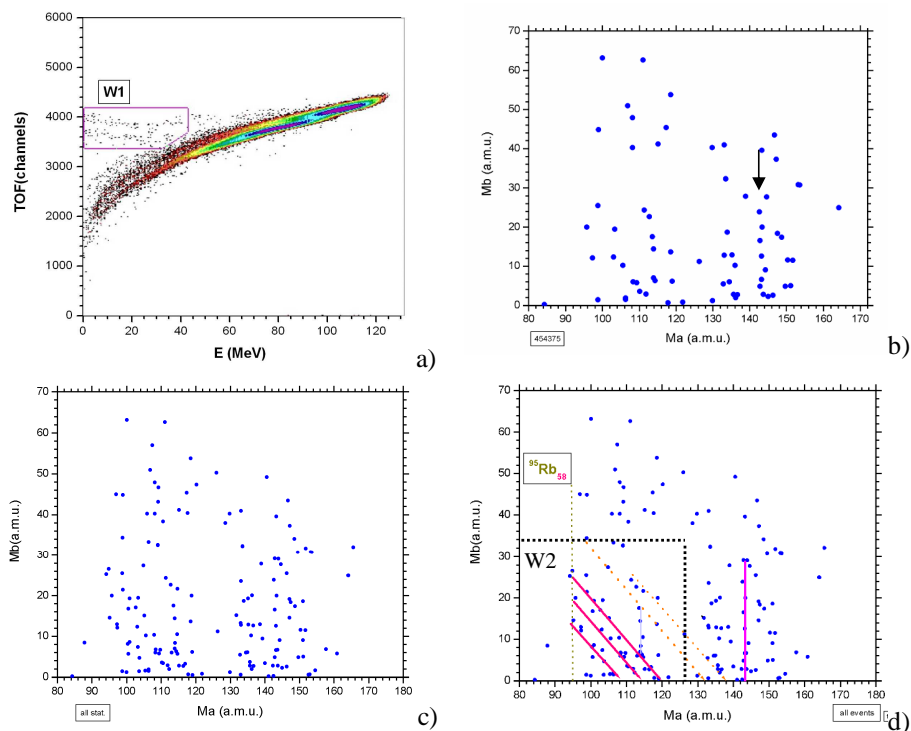 6000
5000
4000
3000
2000
1000
0
TOF(channels)
W1
0 20 40 60 80 100 120
E (MeV)
a)
70
60
50
40
30
20
10
0
Mb (a.m.u.)
80 90 100 110 120 130 140 150 160 170
Ma (a.m.u.)
454375
b)
70
60
50
40
30
20
10
0
Mb(a.m.u.)
80 90 100 110 120 130 140 150 160 170 180
Ma (a.m.u.)
all stat.
c)
70
60
50
40
30
20
10
0
Mb(a.m.u.)
⁹⁵Rb₅₈
W2
80 90 100 110 120 130 140 150 160 170 180
Ma (a.m.u.)
all events
d)